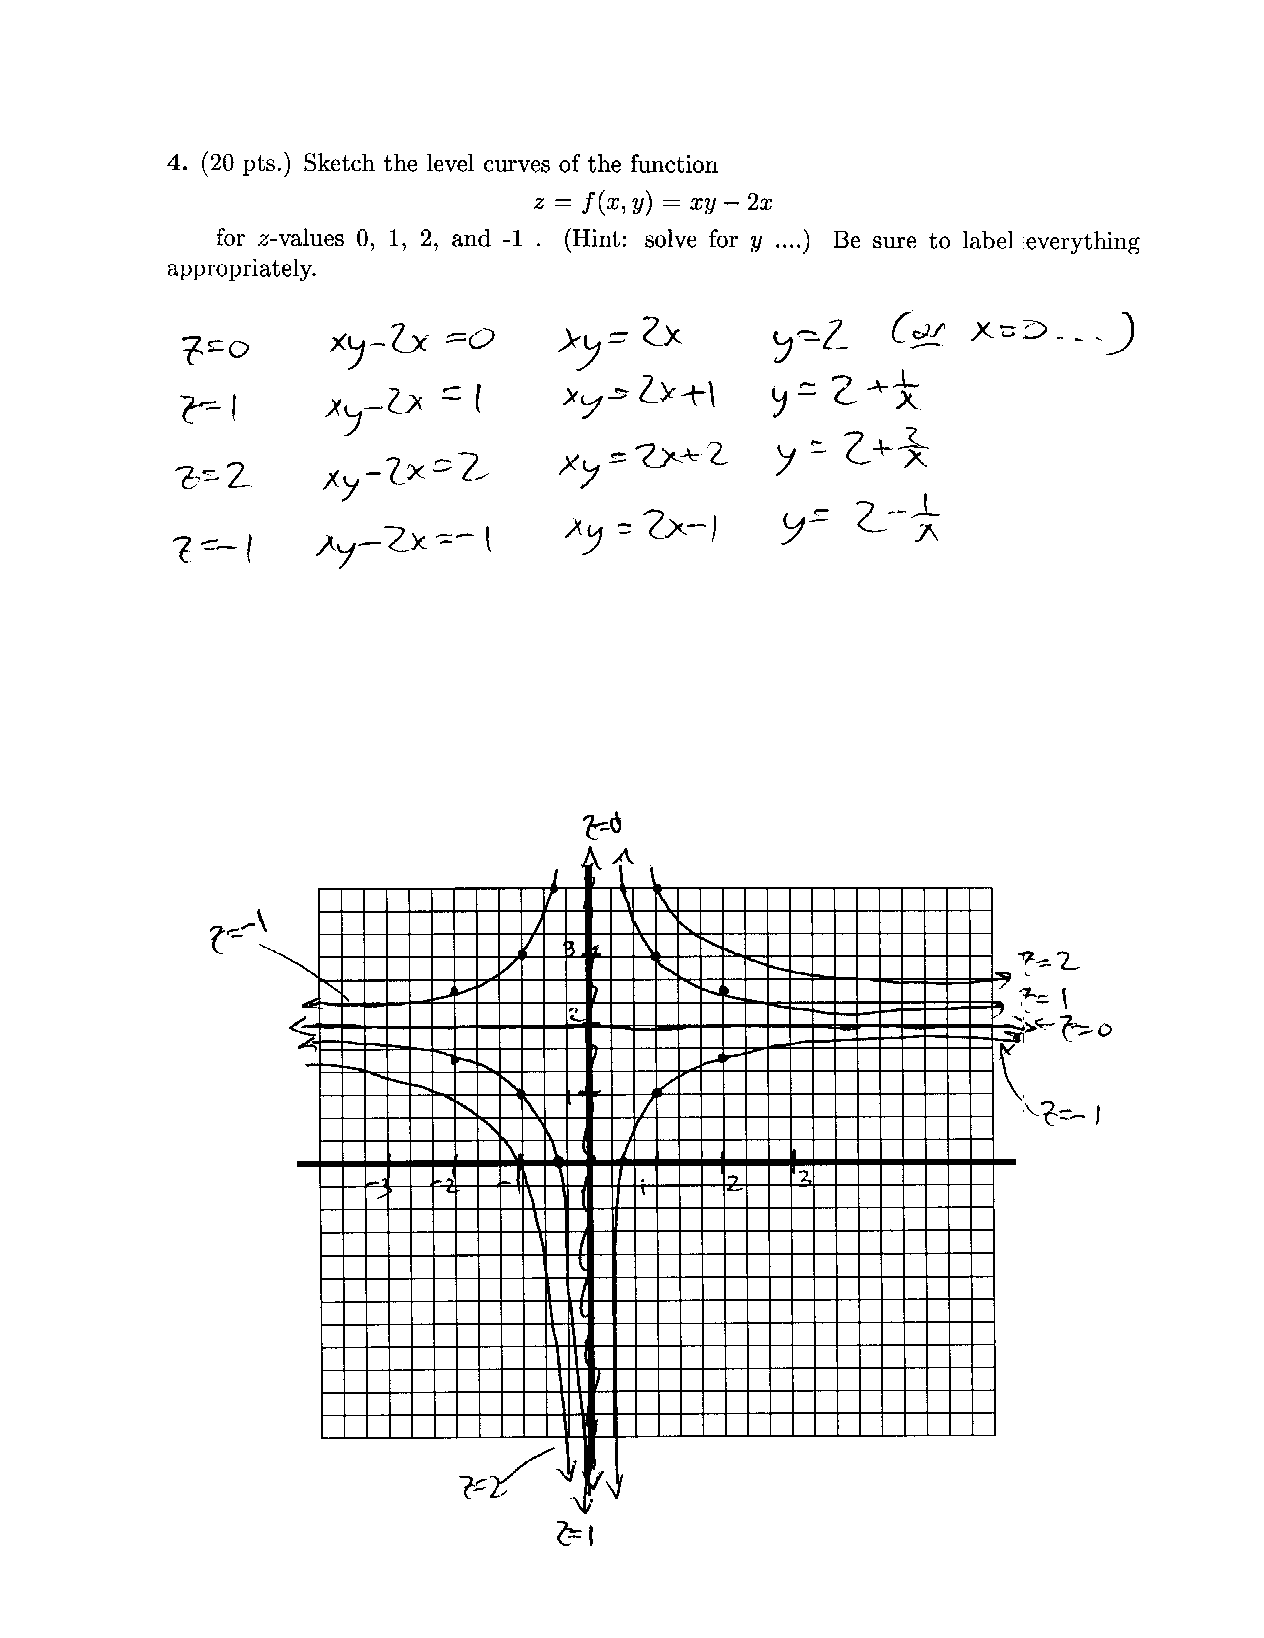 4. (20 pts.) Sketch the level curves of the function
z = f(x, y) = xy − 2x
for z-values 0, 1, 2, and -1 . (Hint: solve for y ....) Be sure to label everything
appropriately.
z=0 xy-2x=0 xy=2x y=2 (or x=0...)
z=1 xy-2x=1 xy=2x+1 y=2+1/x
z=2 xy-2x=2 xy=2x+2 y=2+2/x
z=-1 xy-2x=-1 xy=2x-1 y=2-1/x
z=0
z=-1
3
z=2
z=1
2
z=0
1
z=-1
-3 -2 -1 1 2 3
z=2
z=1